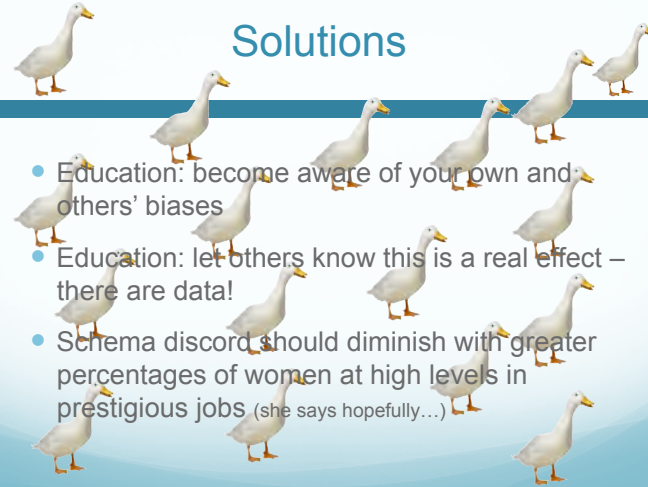 Solutions
• Education: become aware of your own and
others’ biases
• Education: let others know this is a real effect –
there are data!
• Schema discord should diminish with greater
percentages of women at high levels in
prestigious jobs (she says hopefully…)